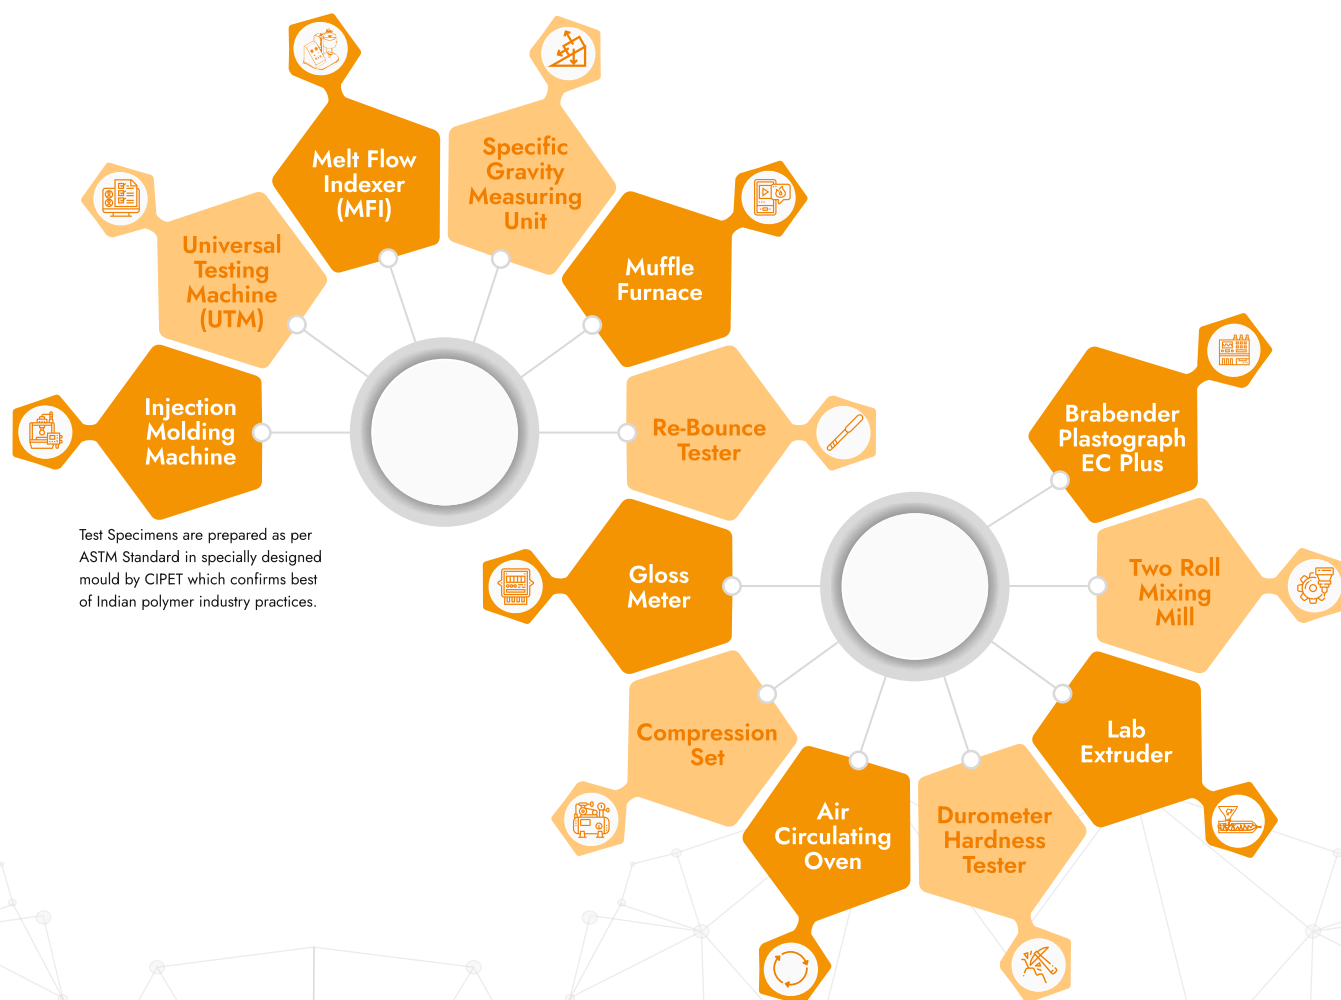 Melt Flow
Indexer
(MFI)
Specific
Gravity
Measuring
Unit
Universal
Testing
Machine
(UTM)
Muffle
Furnace
Injection
Molding
Machine
Re-Bounce
Tester
Test Specimens are prepared as per
ASTM Standard in specially designed
mould by CIPET which confirms best
of Indian polymer industry practices.
Brabender
Plastograph
EC Plus
Gloss
Meter
Two Roll
Mixing
Mill
Compression
Set
Lab
Extruder
Air
Circulating
Oven
Durometer
Hardness
Tester